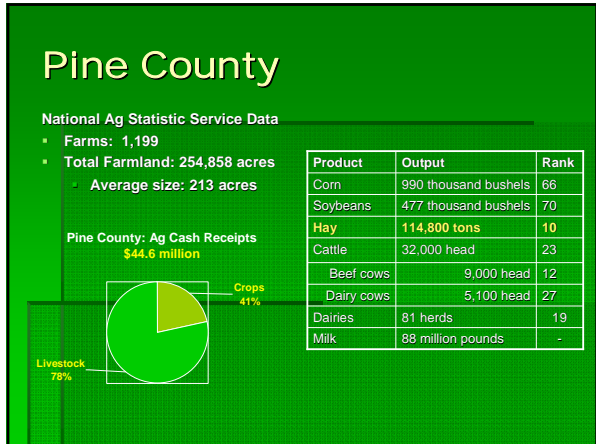 Pine County
National Ag Statistic Service Data
Farms: 1,199
Total Farmland: 254,858 acres
Average size: 213 acres
Pine County: Ag Cash Receipts
$44.6 million
Crops
41%
Livestock
78%
Product Output Rank
Corn 990 thousand bushels 66
Soybeans 477 thousand bushels 70
Hay 114,800 tons 10
Cattle 32,000 head 23
Beef cows 9,000 head 12
Dairy cows 5,100 head 27
Dairies 81 herds 19
Milk 88 million pounds -